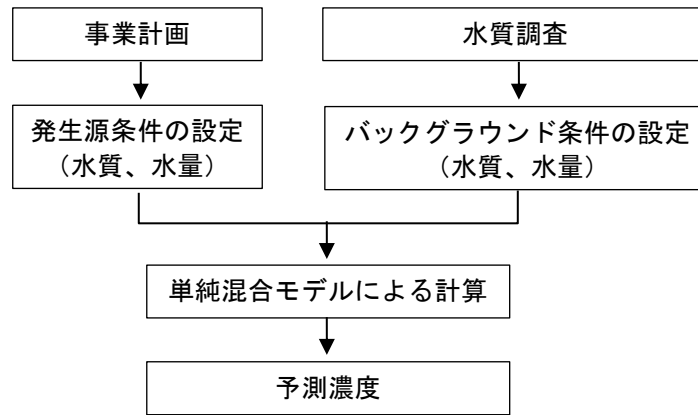 事業計画
水質調査
発生源条件の設定
（水質、水量）
バックグラウンド条件の設定
（水質、水量）
単純混合モデルによる計算
予測濃度